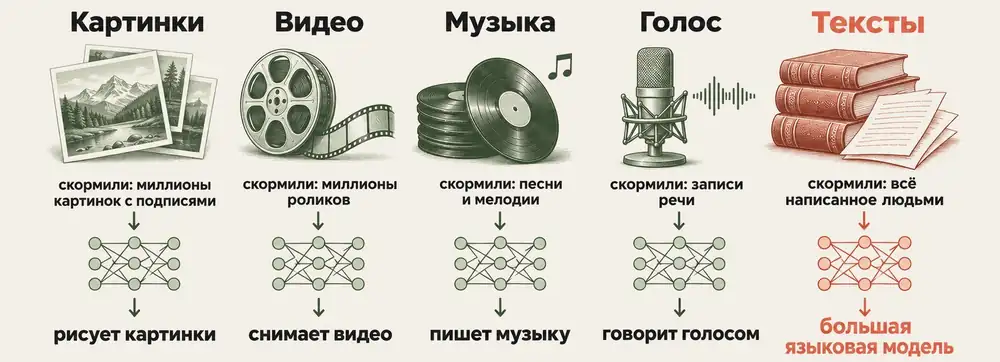 Картинки
скормили: миллионы
картинок с подписями
рисует картинки
Видео
скормили: миллионы
роликов
снимает видео
Музыка
скормили: песни
и мелодии
пишет музыку
Голос
скормили: записи
речи
говорит голосом
Тексты
скормили: всё
написанное людьми
большая
языковая модель